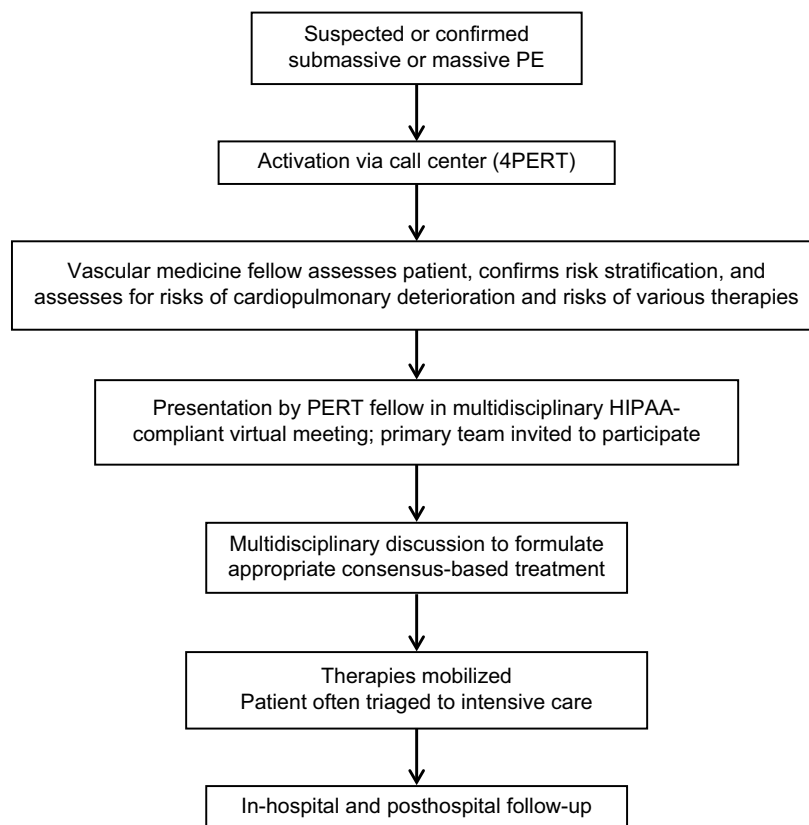 Suspected or confirmed
submassive or massive PE
Activation via call center (4PERT)
Vascular medicine fellow assesses patient, confirms risk stratification, and
assesses for risks of cardiopulmonary deterioration and risks of various therapies
Presentation by PERT fellow in multidisciplinary HIPAA-
compliant virtual meeting; primary team invited to participate
Multidisciplinary discussion to formulate
appropriate consensus-based treatment
Therapies mobilized
Patient often triaged to intensive care
In-hospital and posthospital follow-up